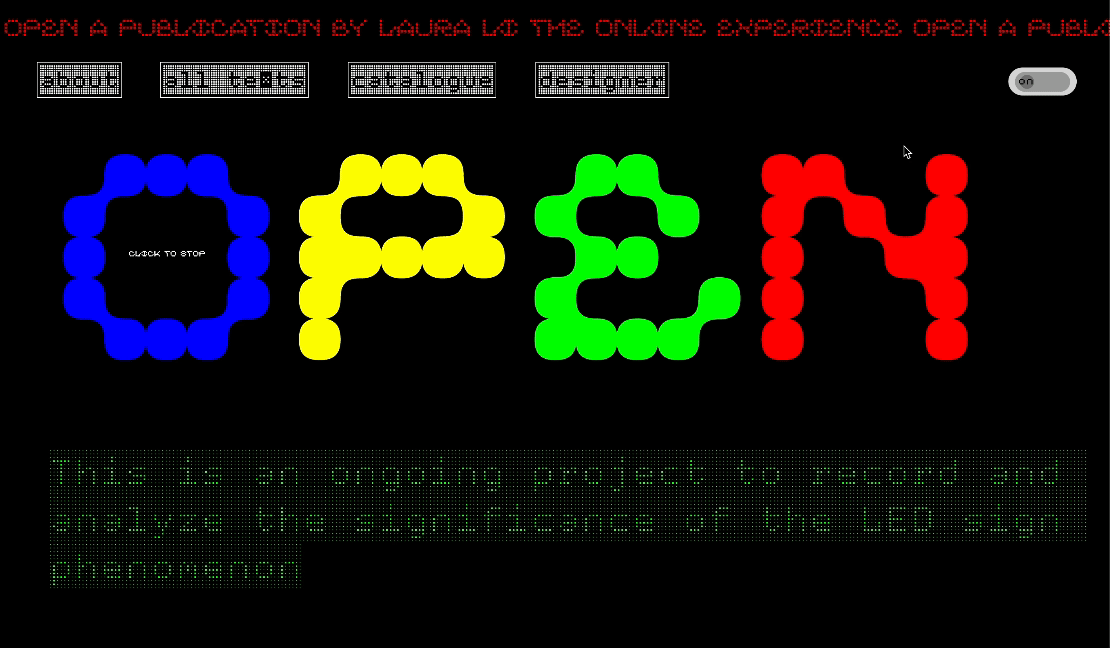 OPEN A PUBLICATION BY LAURA LI THE ONLINE EXPERIENCE OPEN A PUBLI
about all texts catalogue designer on
OPEN
CLICK TO STOP
This is an ongoing project to record and
analyze the significance of the LED sign
phenomenon